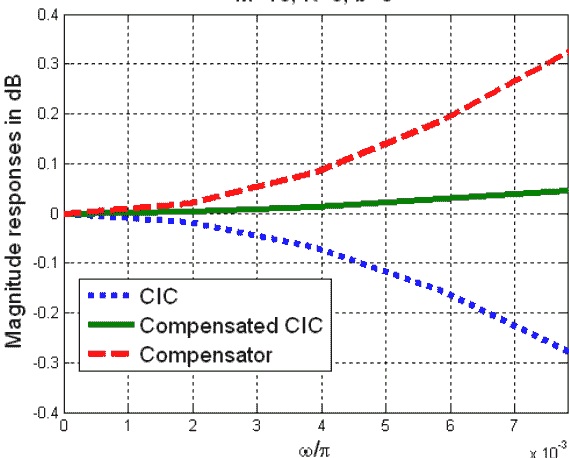 0.4
0.3
0.2
0.1
0
-0.1
-0.2
-0.3
-0.4
Magnitude responses in dB
CIC
Compensated CIC
Compensator
0 1 2 3 4 5 6 7
ω/π
x 10⁻³